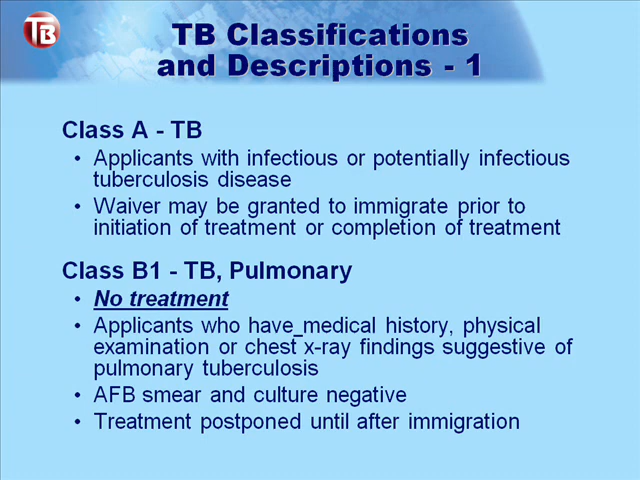 TB
TB Classifications
and Descriptions - 1
Class A - TB
• Applicants with infectious or potentially infectious
tuberculosis disease
• Waiver may be granted to immigrate prior to
initiation of treatment or completion of treatment
Class B1 - TB, Pulmonary
• No treatment
• Applicants who have medical history, physical
examination or chest x-ray findings suggestive of
pulmonary tuberculosis
• AFB smear and culture negative
• Treatment postponed until after immigration